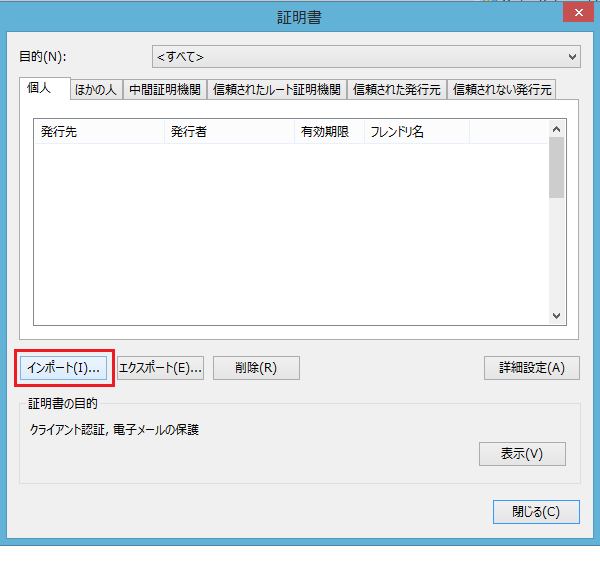 証明書
目的(N):
<すべて>
個人
ほかの人
中間証明機関
信頼されたルート証明機関
信頼された発行元
信頼されない発行元
発行先
発行者
有効期限
フレンドリ名
インポート(I)...
エクスポート(E)...
削除(R)
詳細設定(A)
証明書の目的
クライアント認証, 電子メールの保護
表示(V)
閉じる(C)